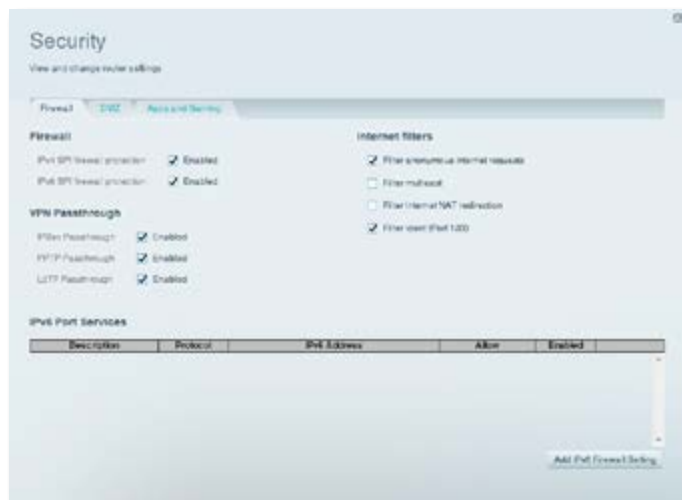 Security
View and change router settings
Firewall DMZ Apps and Gaming
Firewall
IPv6 SPI firewall protection Enabled
IPv4 SPI firewall protection Enabled
VPN Passthrough
IPSec Passthrough Enabled
PPTP Passthrough Enabled
L2TP Passthrough Enabled
Internet filters
Filter anonymous Internet requests
Filter multicast
Filter Internet NAT redirection
Filter ident (Port 113)
IPv6 Port Services
Description Protocol IPv6 Address Allow Enabled
Add IPv6 Firewall Setting